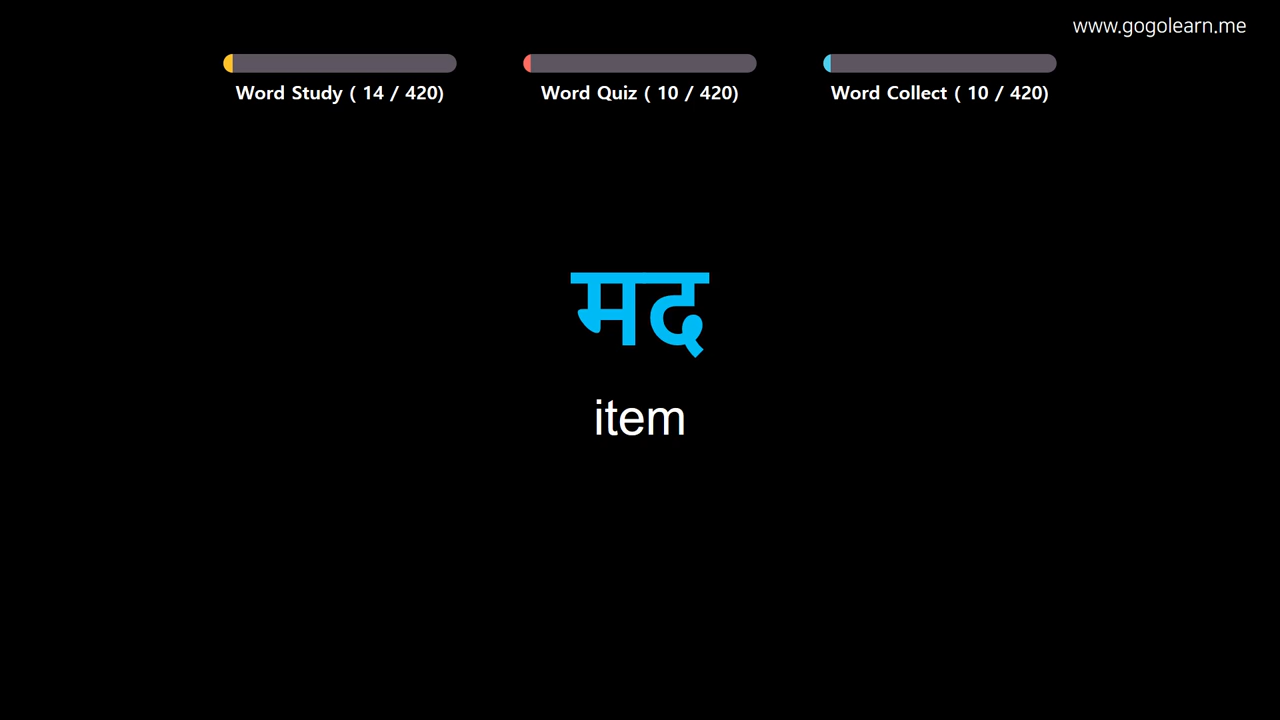 www.gogolearn.me
Word Study ( 14 / 420)
Word Quiz ( 10 / 420)
Word Collect ( 10 / 420)
मद
item